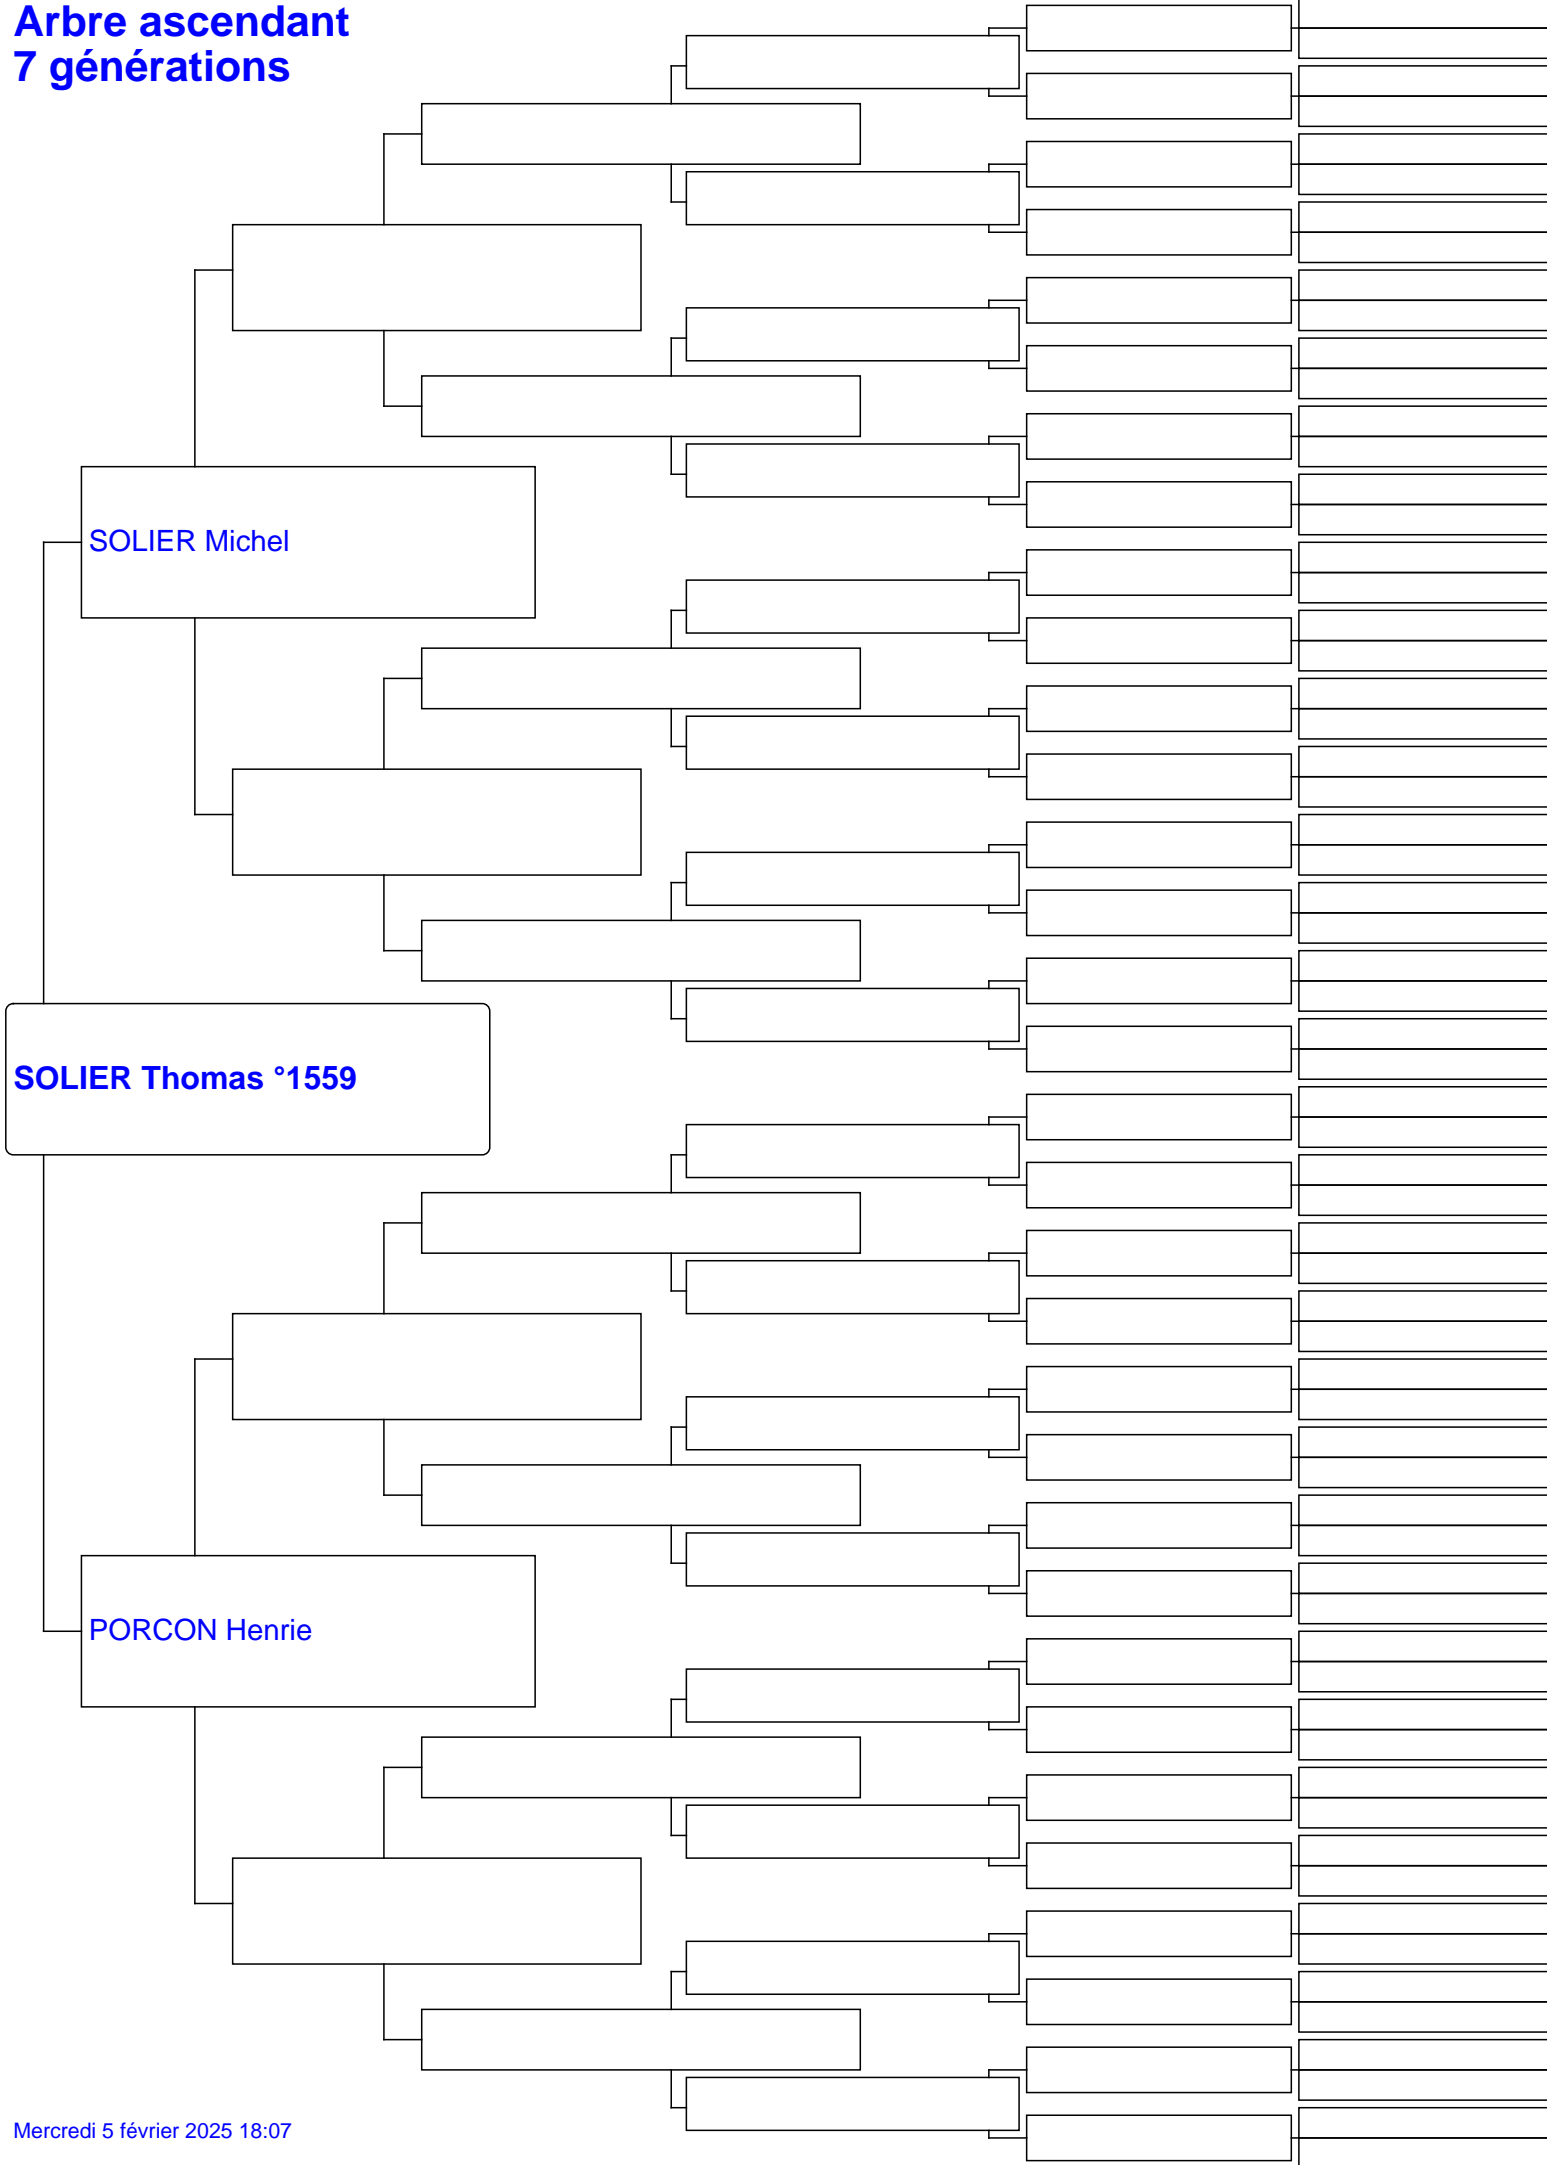 Arbre ascendant
7 générations
SOLIER Michel
SOLIER Thomas °1559
PORCON Henrie
Mercredi 5 février 2025 18:07